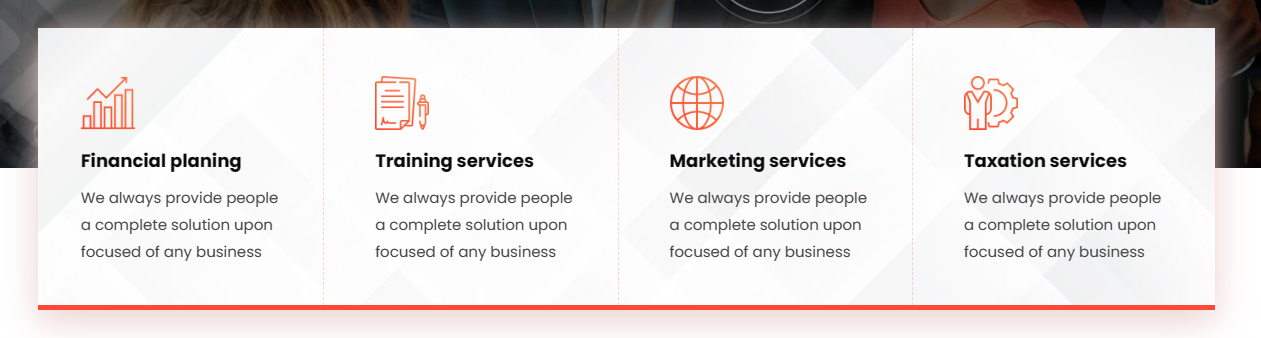 Financial planing
We always provide people
a complete solution upon
focused of any business
Training services
We always provide people
a complete solution upon
focused of any business
Marketing services
We always provide people
a complete solution upon
focused of any business
Taxation services
We always provide people
a complete solution upon
focused of any business